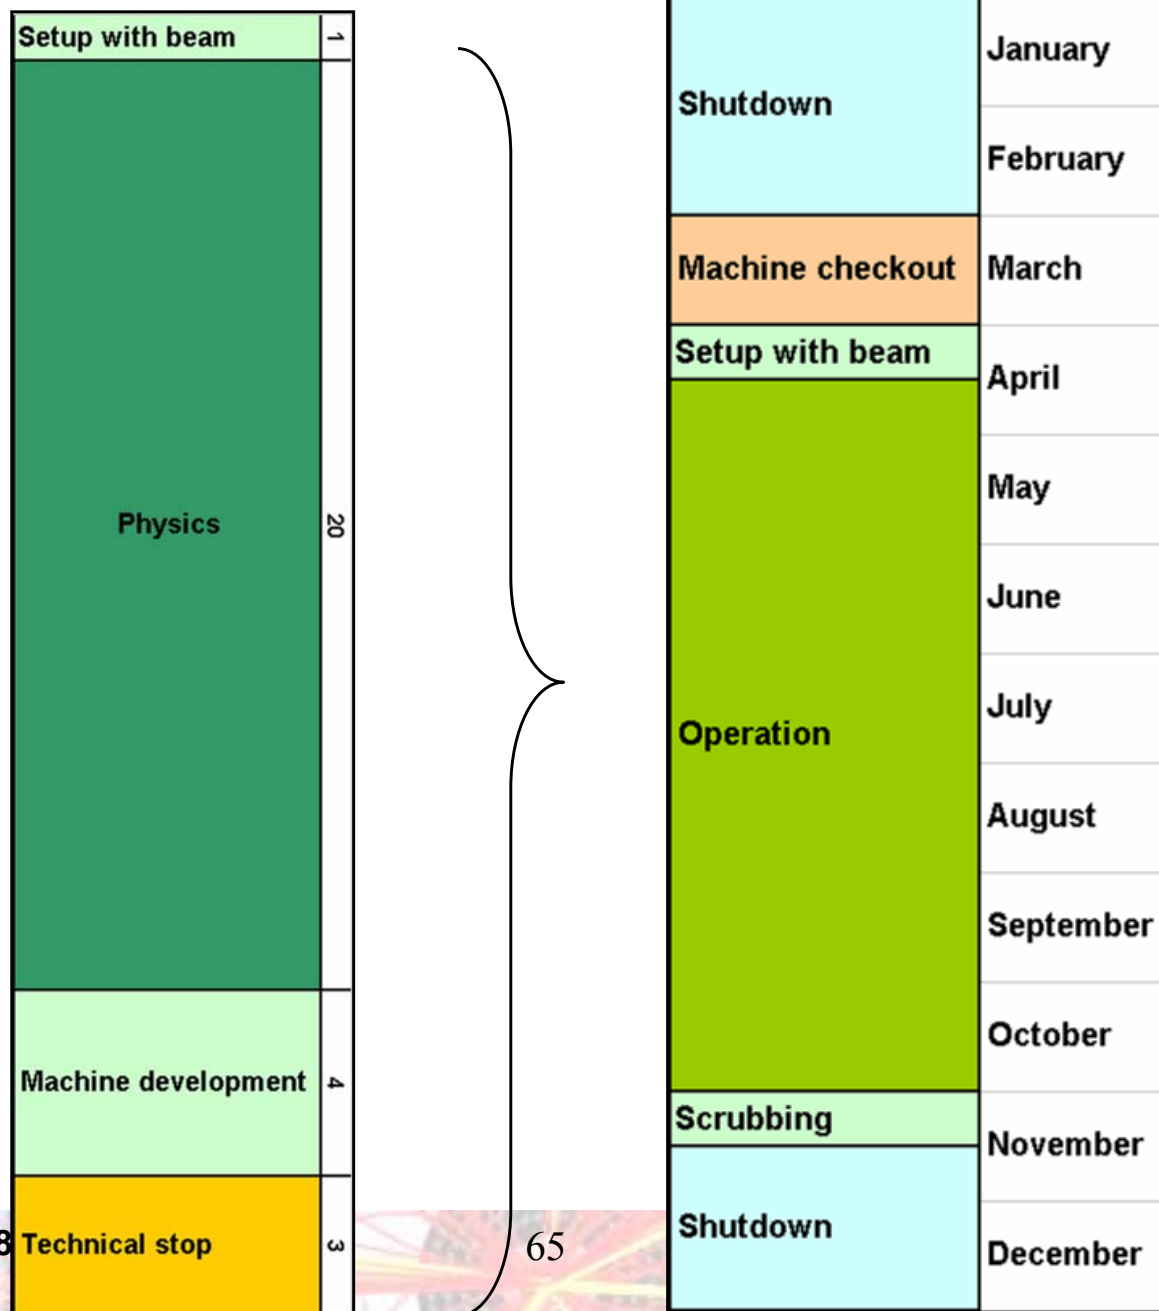 Setup with beam 1
Physics 20
Machine development 4
8 Technical stop 3
65
Shutdown
Machine checkout
Setup with beam
Operation
Scrubbing
Shutdown
January
February
March
April
May
June
July
August
September
October
November
December